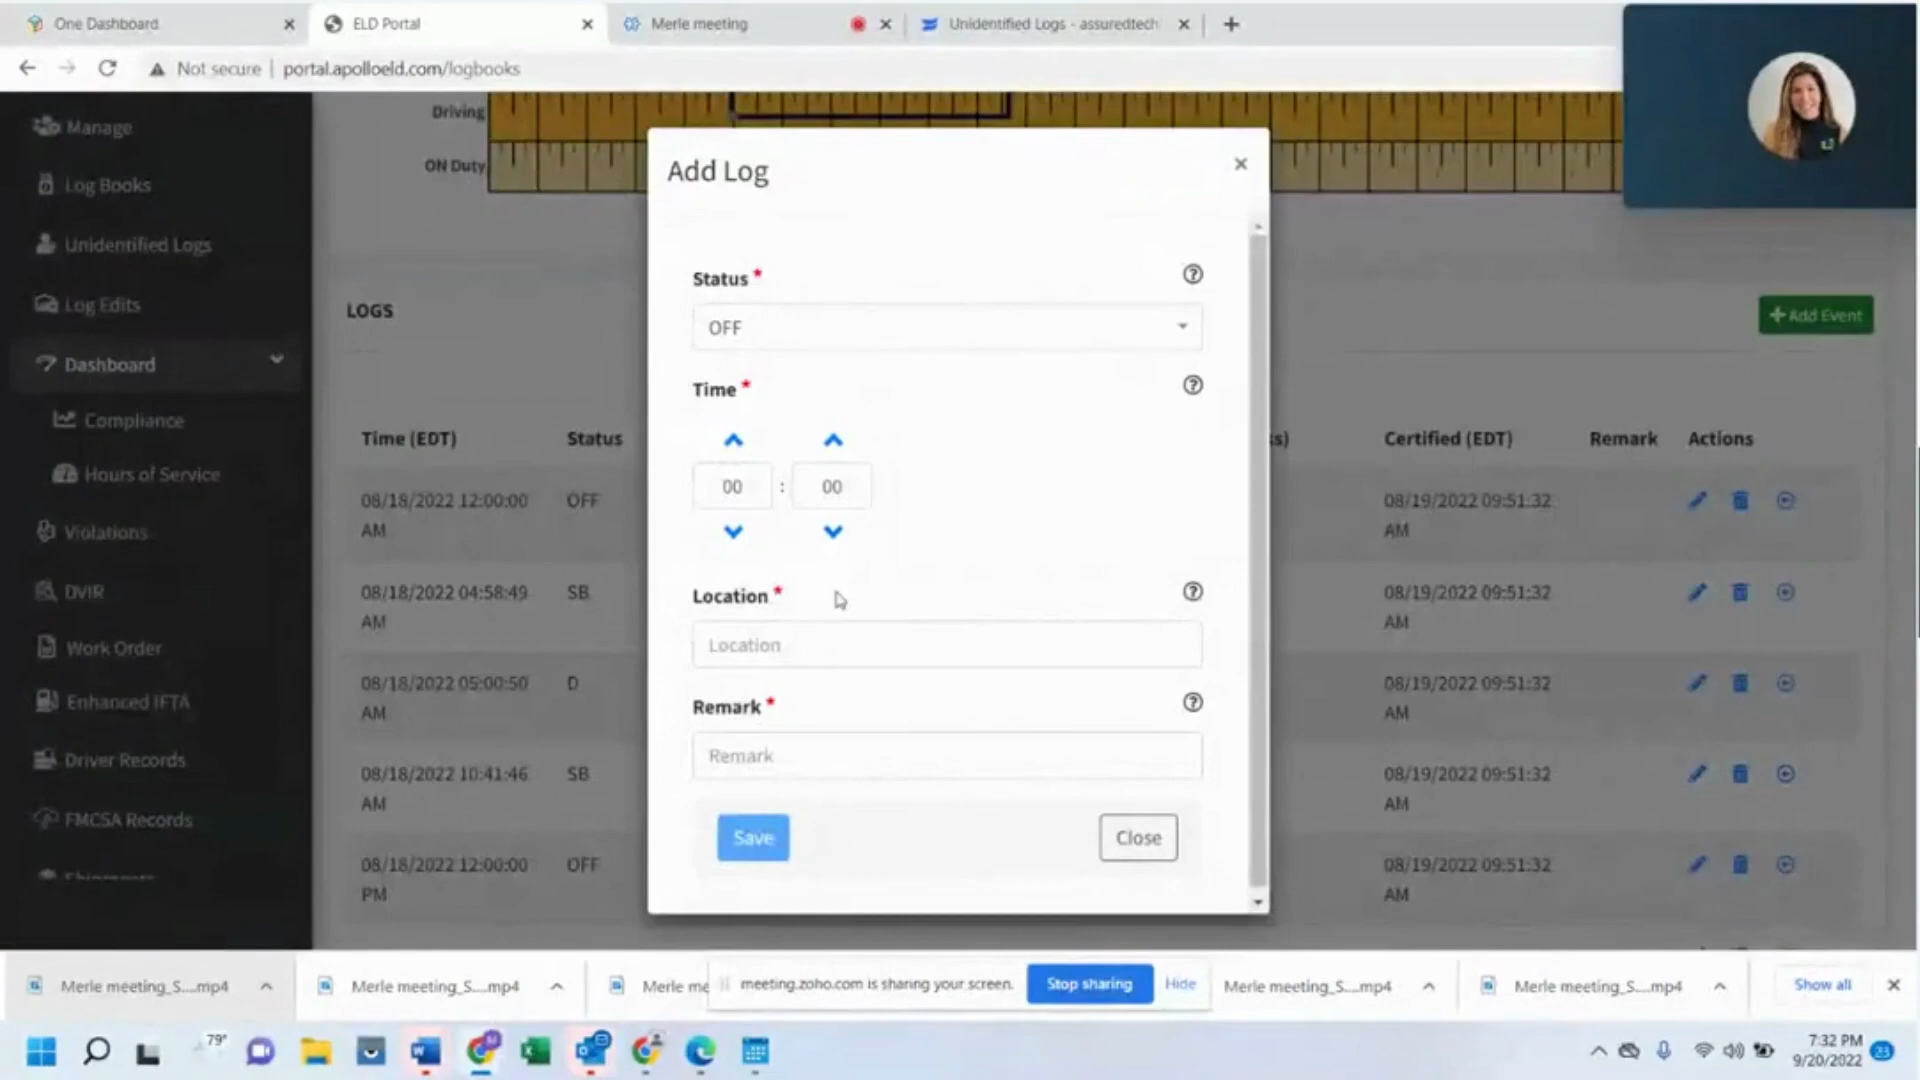 One Dashboard
ELD Portal
Merle meeting
Unidentified Logs - assuredtech
Not secure | portal.apolloeld.com/logbooks
Manage
Log Books
Unidentified Logs
Log Edits
Dashboard
Compliance
Hours of Service
Violations
DVIR
Work Order
Enhanced IFTA
Driver Records
FMCSA Records
Driving
ON Duty
LOGS
+ Add Event
Time (EDT) Status Certified (EDT) Remark Actions
08/18/2022 12:00:00 AM OFF 08/19/2022 09:51:32 AM
08/18/2022 04:58:49 AM SB 08/19/2022 09:51:32 AM
08/18/2022 05:00:50 AM D 08/19/2022 09:51:32 AM
08/18/2022 10:41:46 AM SB 08/19/2022 09:51:32 AM
08/18/2022 12:00:00 PM OFF 08/19/2022 09:51:32 AM
Add Log
Status *
OFF
Time *
00 : 00
Location *
Location
Remark *
Remark
Save
Close
Merle meeting_S....mp4
Merle meeting_S....mp4
Merle me
meeting.zoho.com is sharing your screen.
Stop sharing
Hide
Merle meeting_S....mp4
Merle meeting_S....mp4
Show all
79°
7:32 PM
9/20/2022
23